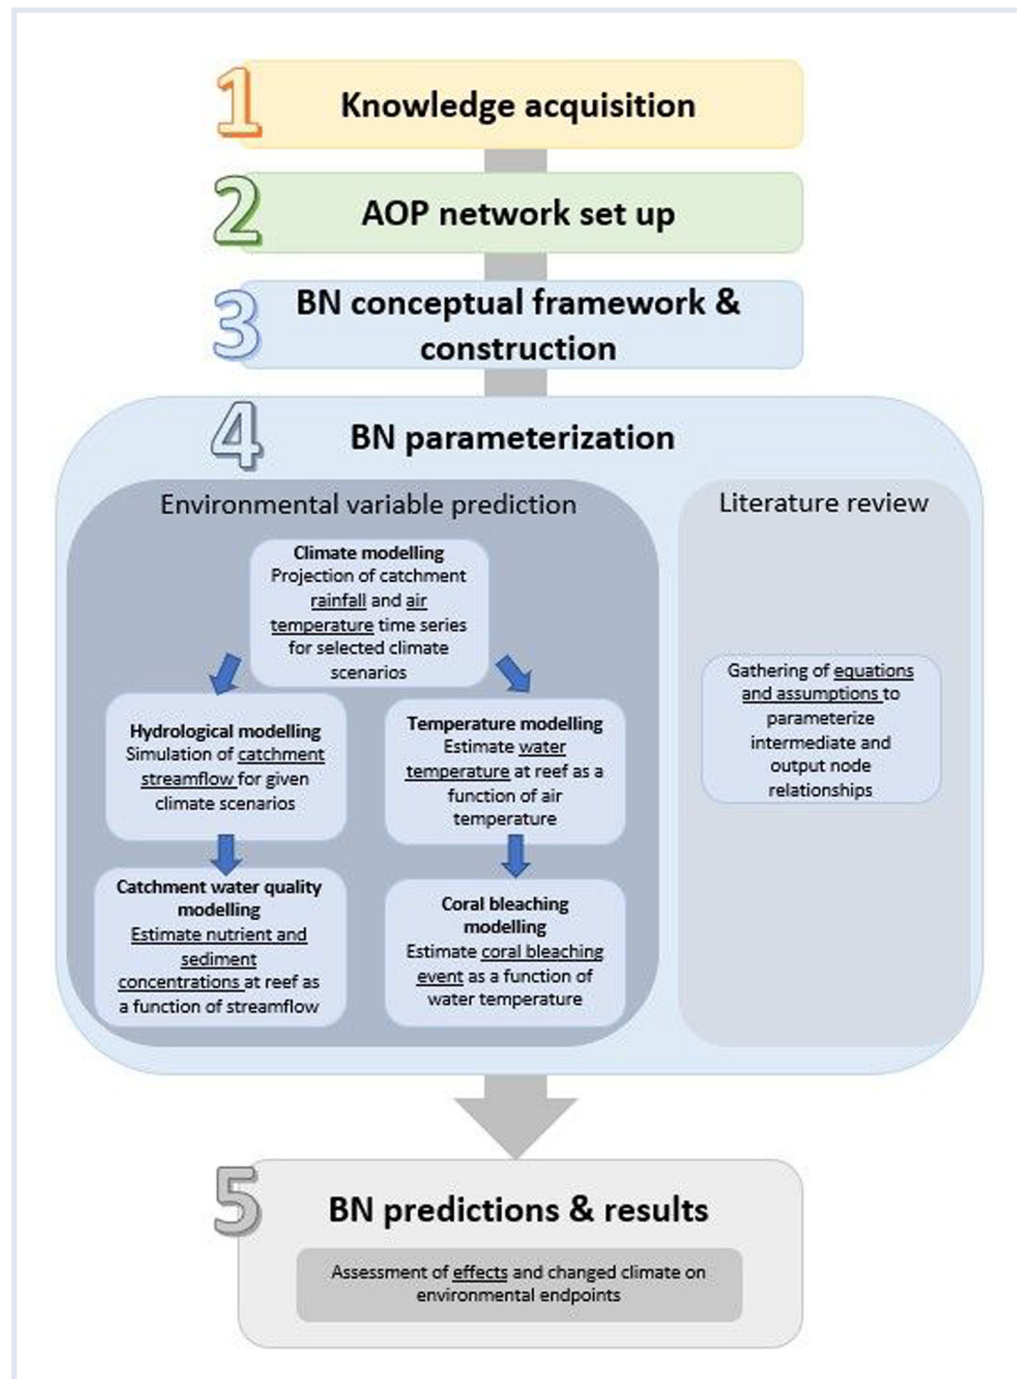 1
Knowledge acquisition
2
AOP network set up
3
BN conceptual framework &
construction
4
BN parameterization
Environmental variable prediction
Climate modelling
Projection of catchment
rainfall and air
temperature time series
for selected climate
scenarios
Hydrological modelling
Simulation of catchment
streamflow for given
climate scenarios
Temperature modelling
Estimate water
temperature at reef as a
function of air
temperature
Catchment water quality
modelling
Estimate nutrient and
sediment
concentrations at reef as
a function of streamflow
Coral bleaching
modelling
Estimate coral bleaching
event as a function of
water temperature
Literature review
Gathering of equations
and assumptions to
parameterize
intermediate and
output node
relationships
5
BN predictions & results
Assessment of effects and changed climate on
environmental endpoints